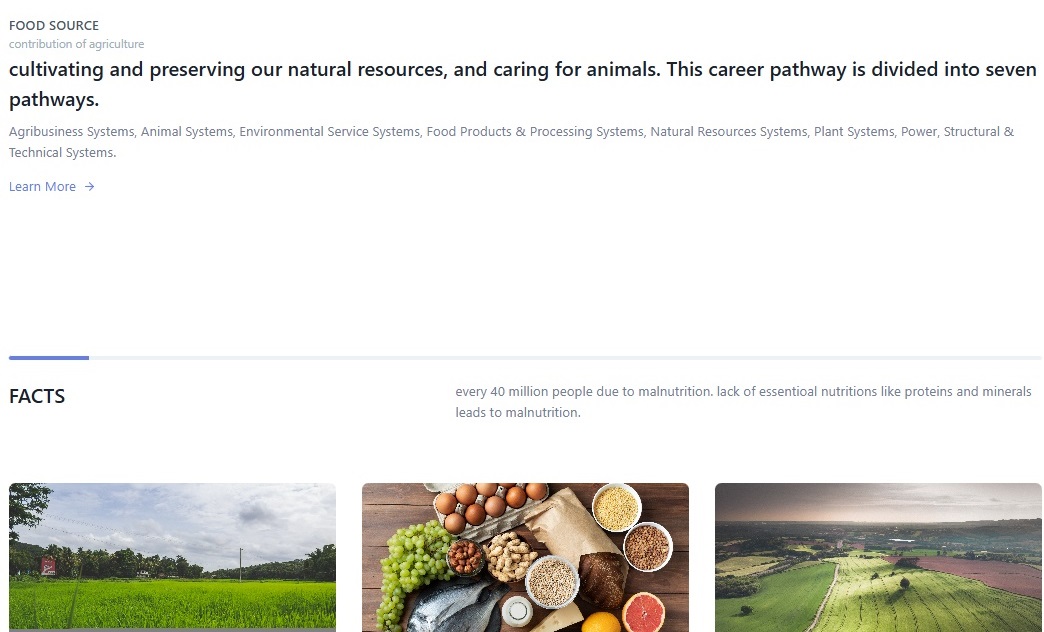 FOOD SOURCE
contribution of agriculture
cultivating and preserving our natural resources, and caring for animals. This career pathway is divided into seven
pathways.
Agribusiness Systems, Animal Systems, Environmental Service Systems, Food Products & Processing Systems, Natural Resources Systems, Plant Systems, Power, Structural &
Technical Systems.
Learn More →
FACTS
every 40 million people due to malnutrition. lack of essentioal nutritions like proteins and minerals
leads to malnutrition.